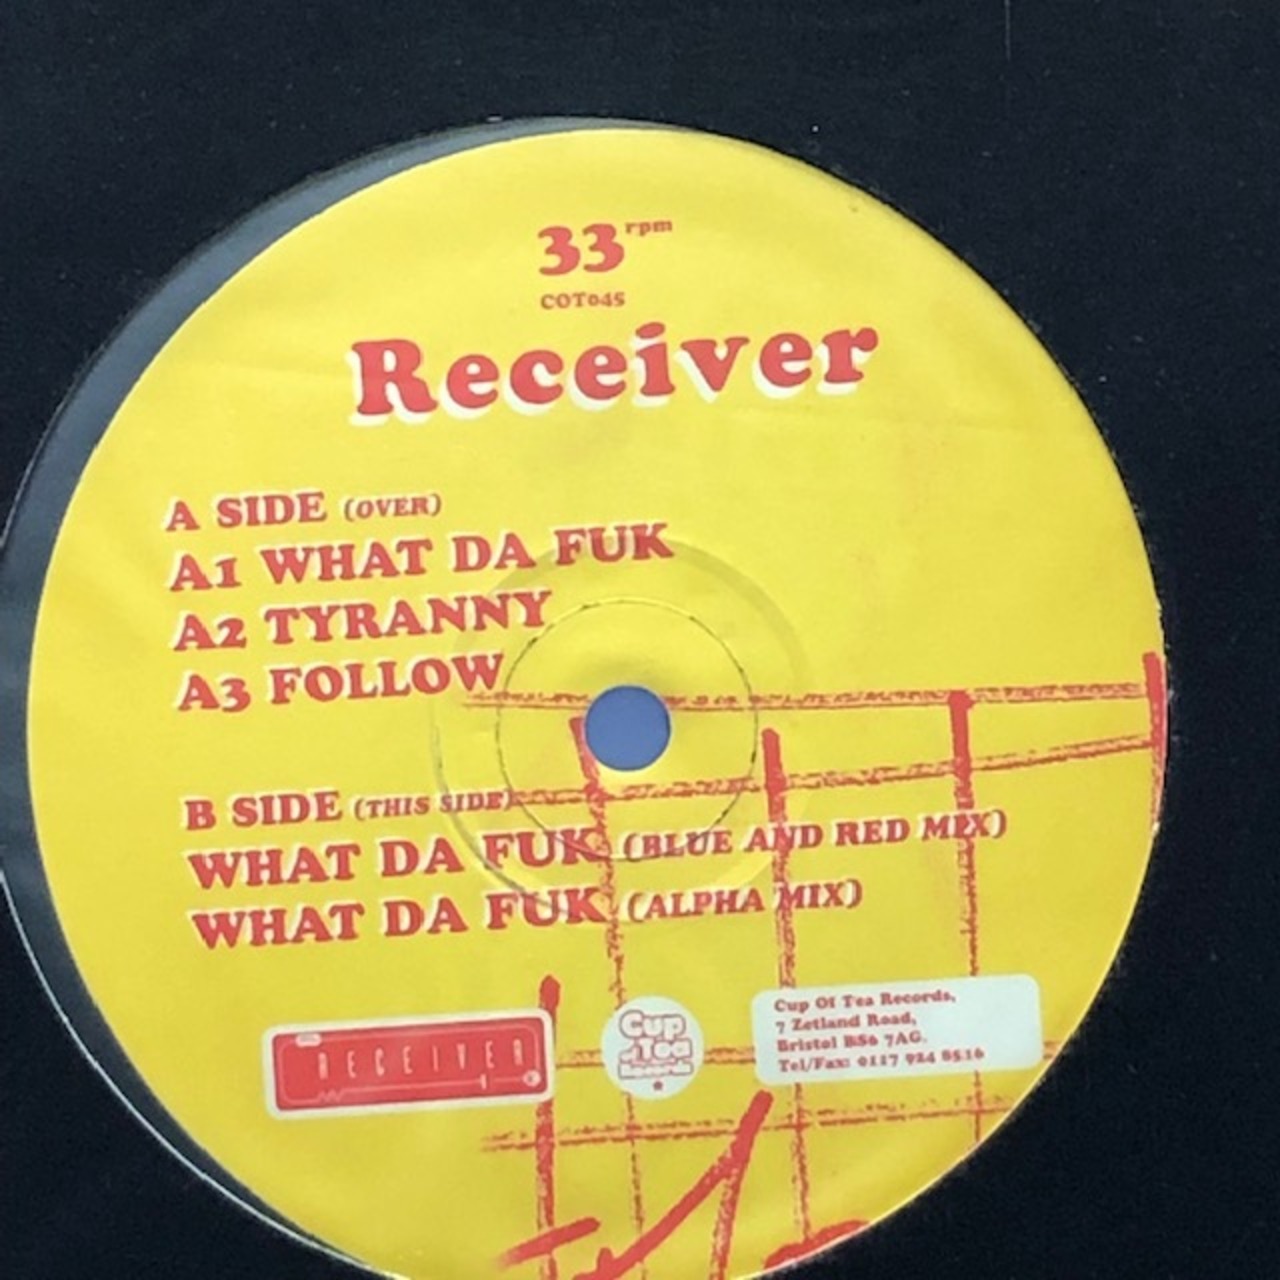 33rpm
COT045
Receiver
A SIDE (OVER)
A1 WHAT DA FUK
A2 TYRANNY
A3 FOLLOW
B SIDE (THIS SIDE)
WHAT DA FUK (BLUE AND RED MIX)
WHAT DA FUK (ALPHA MIX)
RECEIVER
Cup
of Tea
Records
Cup Of Tea Records,
7 Zetland Road,
Bristol BS6 7AG.
Tel/Fax: 0117 924 8516